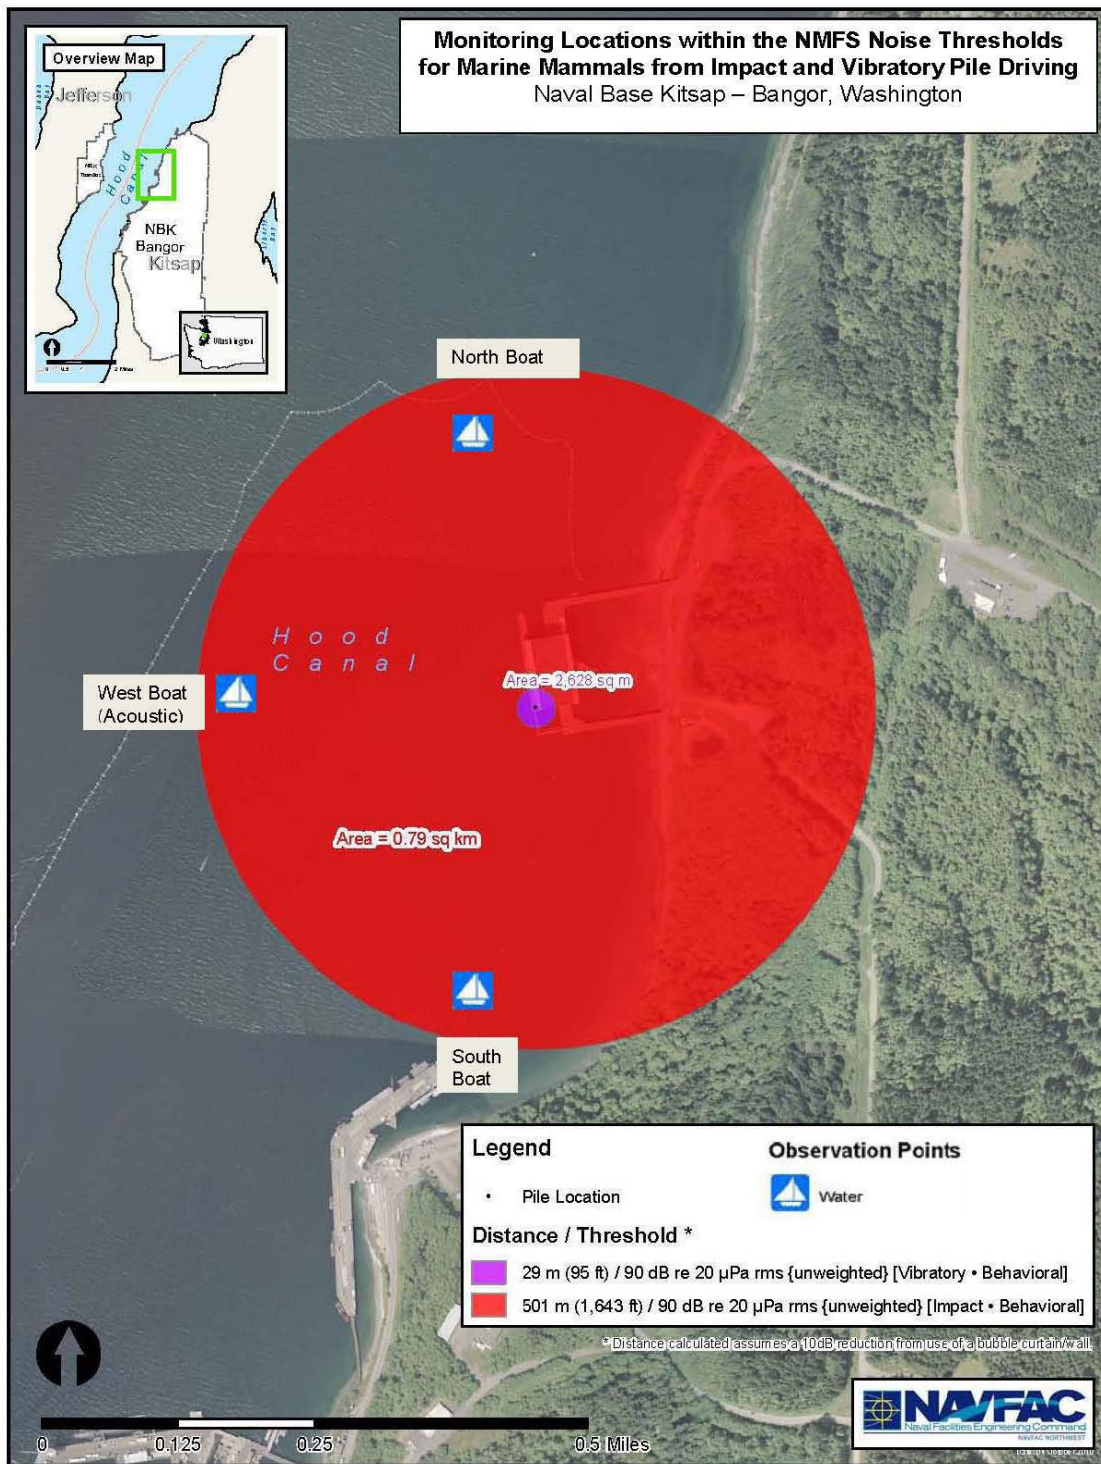 Overview Map
Jefferson
Hood
Canal
NBK
Bangor
Kitsap
Washington
2 Miles
Monitoring Locations within the NMFS Noise Thresholds
for Marine Mammals from Impact and Vibratory Pile Driving
Naval Base Kitsap – Bangor, Washington
North Boat
Hood
Canal
West Boat
(Acoustic)
Area = 2,628 sq m
Area = 0.79 sq km
South
Boat
Legend
Observation Points
• Pile Location
Water
Distance / Threshold *
29 m (95 ft) / 90 dB re 20 µPa rms {unweighted} [Vibratory • Behavioral]
501 m (1,643 ft) / 90 dB re 20 µPa rms {unweighted} [Impact • Behavioral]
* Distance calculated assumes a 10dB reduction from use of a bubble curtain/wall.
0 0.125 0.25 0.5 Miles
NAVFAC
Naval Facilities Engineering Command
NAVFAC NORTHWEST